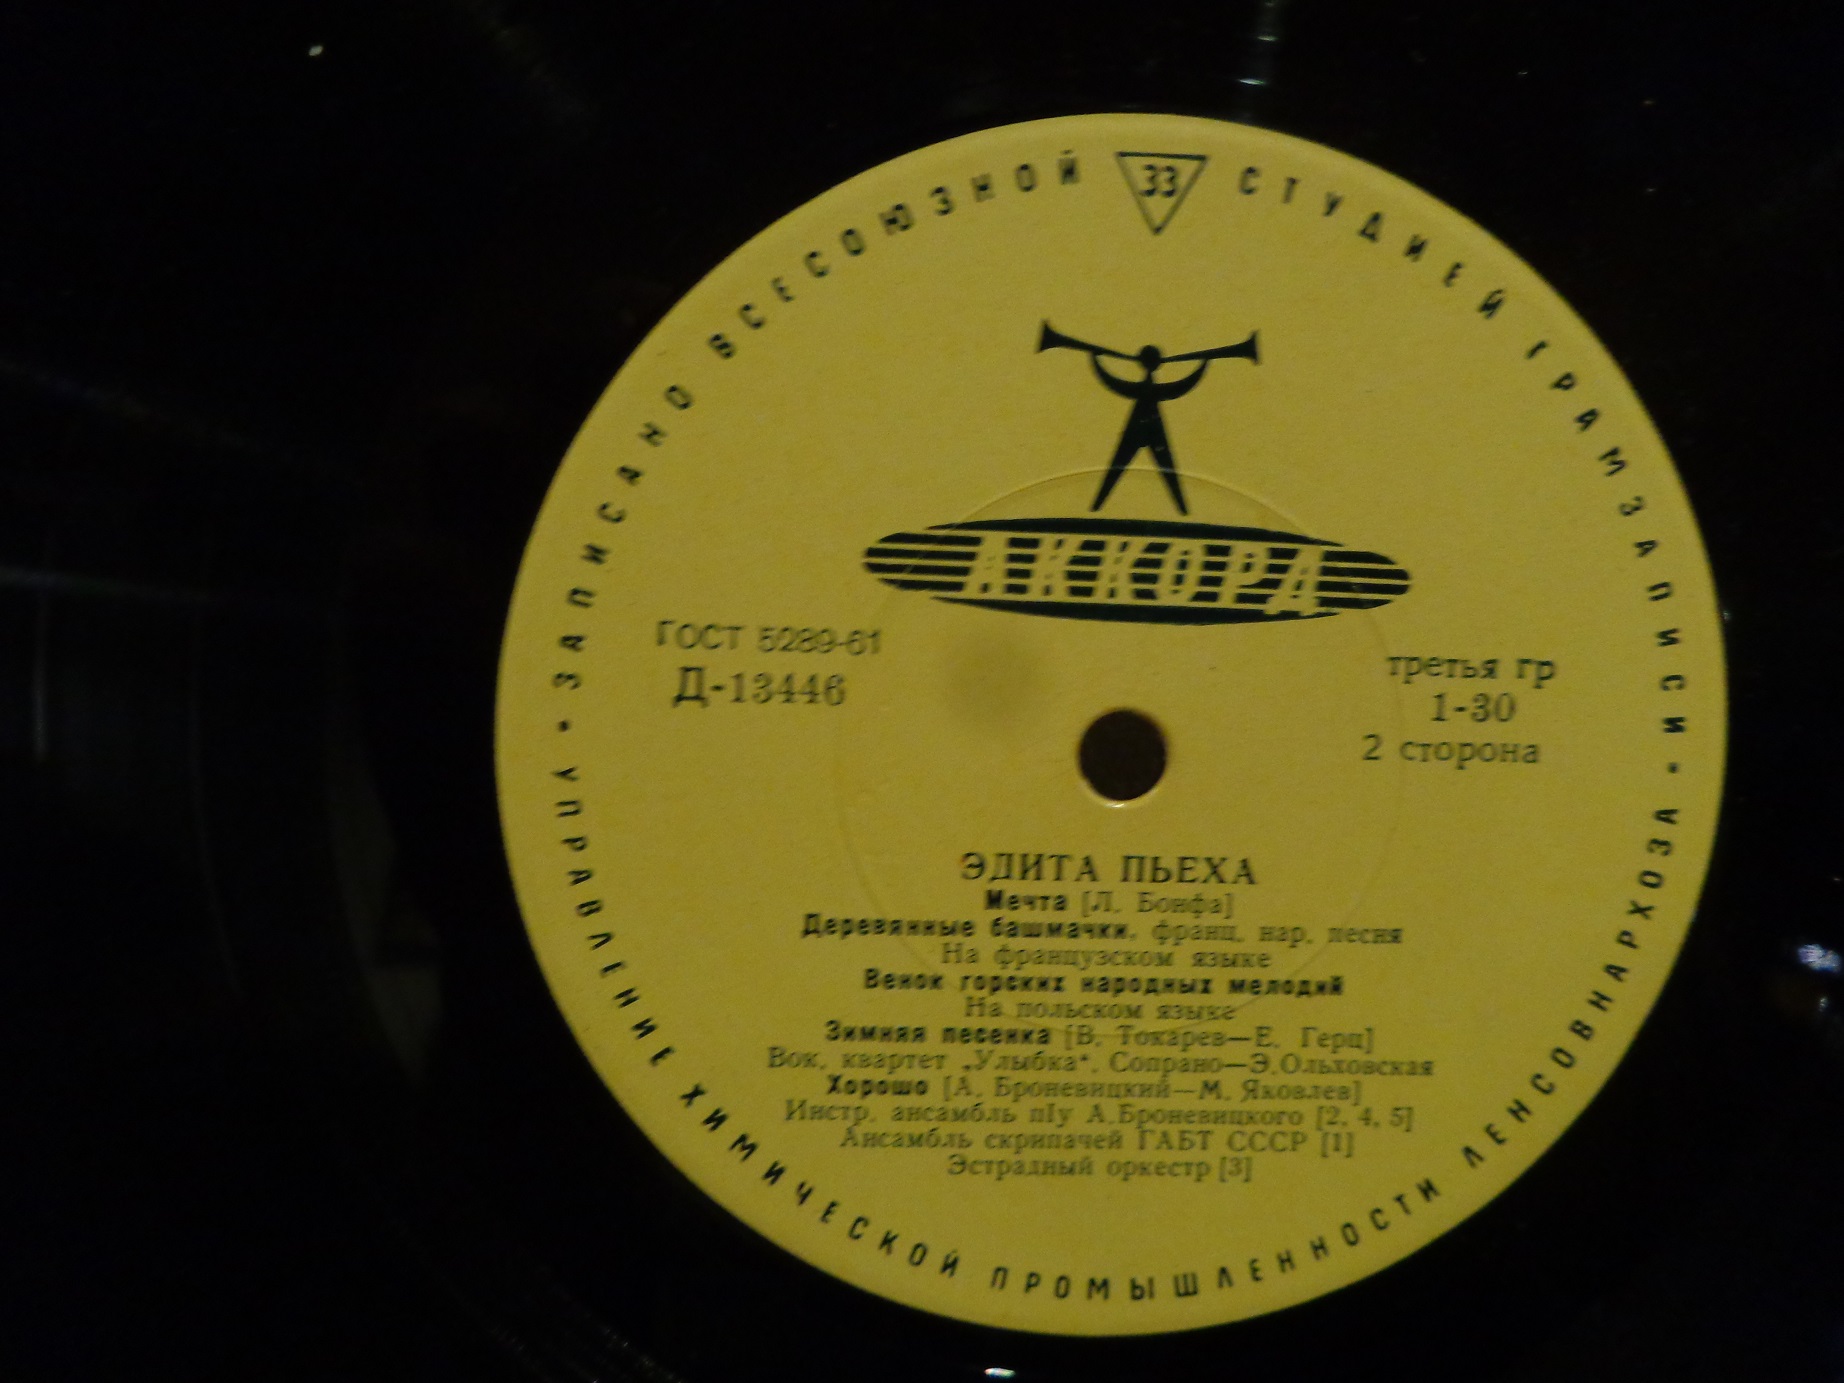 ЗАПИСАНО ВСЕСОЮЗНОЙ СТУДИЕЙ ГРАМЗАПИСИ
33
АККОРД
ГОСТ 5289-61
Д-13446
третья гр
1-30
2 сторона
ЭДИТА ПЬЕХА
Мечта [Л. Бонфа]
Деревянные башмачки, франц. нар. песня
На французском языке
Венок горских народных мелодий
На польском языке
Зимняя песенка [В. Токарев—Е. Герц]
Вок. квартет „Улыбка“. Сопрано—Э.Ольховская
Хорошо [А. Броневицкий—М. Яковлев]
Инстр. ансамбль п/у А.Броневицкого [2, 4, 5]
Ансамбль скрипачей ГАБТ СССР [1]
Эстрадный оркестр [3]
• УПРАВЛЕНИЕ ХИМИЧЕСКОЙ ПРОМЫШЛЕННОСТИ ЛЕНСОВНАРХОЗА •